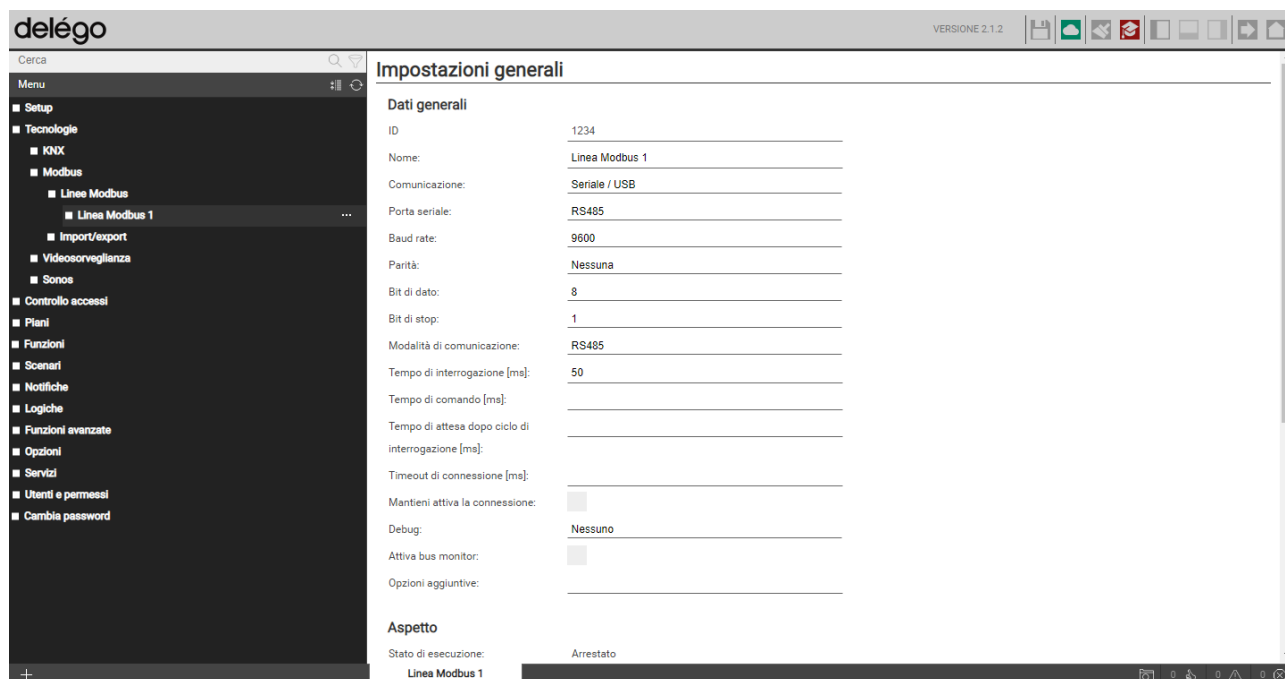 delégo
VERSIONE 2.1.2
Cerca
Menu
Setup
Tecnologie
KNX
Modbus
Linee Modbus
Linea Modbus 1
...
Import/export
Videosorveglianza
Sonos
Controllo accessi
Piani
Funzioni
Scenari
Notifiche
Logiche
Funzioni avanzate
Opzioni
Servizi
Utenti e permessi
Cambia password
Impostazioni generali
Dati generali
ID 1234
Nome: Linea Modbus 1
Comunicazione: Seriale / USB
Porta seriale: RS485
Baud rate: 9600
Parità: Nessuna
Bit di dato: 8
Bit di stop: 1
Modalità di comunicazione: RS485
Tempo di interrogazione [ms]: 50
Tempo di comando [ms]:
Tempo di attesa dopo ciclo di
interrogazione [ms]:
Timeout di connessione [ms]:
Mantieni attiva la connessione:
Debug: Nessuno
Attiva bus monitor:
Opzioni aggiuntive:
Aspetto
Stato di esecuzione: Arrestato
Linea Modbus 1
0 0 0